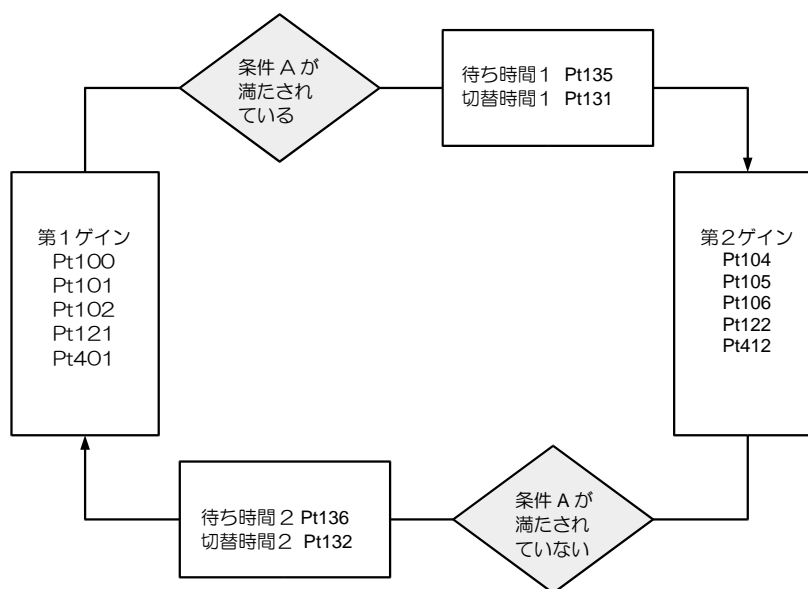 条件 A が
満たされ
ている
待ち時間1 Pt135
切替時間1 Pt131
第1ゲイン
Pt100
Pt101
Pt102
Pt121
Pt401
第2ゲイン
Pt104
Pt105
Pt106
Pt122
Pt412
待ち時間2 Pt136
切替時間2 Pt132
条件 A が
満たされ
ていない